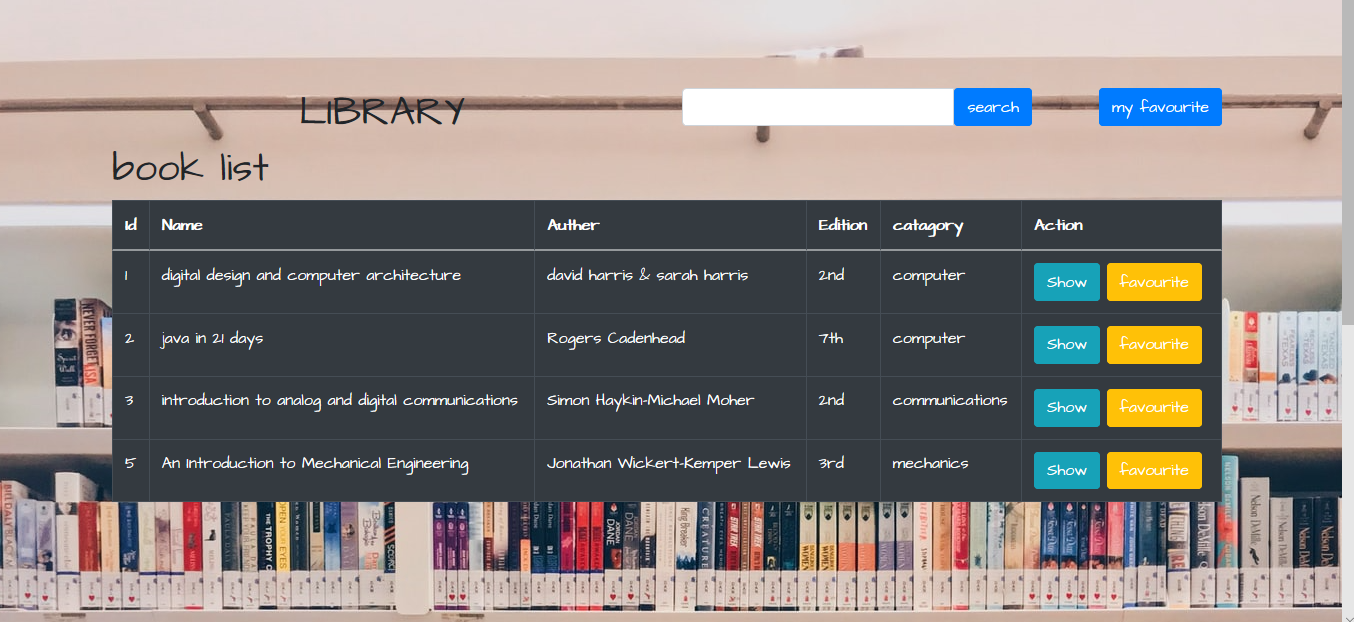 LIBRARY search my favourite
book list
Id Name Auther Edition catagory Action
1 digital design and computer architecture david harris & sarah harris 2nd computer Show favourite
2 java in 21 days Rogers Cadenhead 7th computer Show favourite
3 introduction to analog and digital communications Simon Haykin-Michael Moher 2nd communications Show favourite
5 An Introduction to Mechanical Engineering Jonathan Wickert-Kemper Lewis 3rd mechanics Show favourite
NEVER FORGET
CREATURE